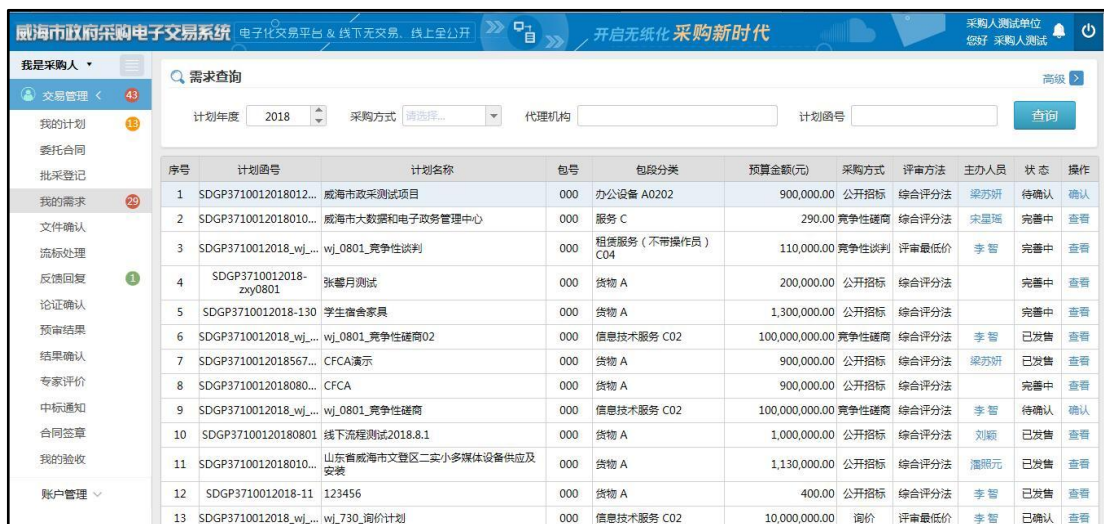 威海市政府采购电子交易系统 电子化交易平台 & 线下无交易、线上全公开 开启无纸化 采购新时代 采购人测试单位
您好 采购人测试
我是采购人
交易管理 43
我的计划 13
委托合同
批采登记
我的需求 29
文件确认
流标处理
反馈回复 1
论证确认
预审结果
结果确认
专家评价
中标通知
合同签章
我的验收
账户管理
需求查询 高级
计划年度 2018 采购方式 请选择... 代理机构 计划函号 查询
序号 计划函号 计划名称 包号 包段分类 预算金额(元) 采购方式 评审方法 主办人员 状态 操作
1 SDGP3710012018012... 威海市政采测试项目 000 办公设备 A0202 900,000.00 公开招标 综合评分法 梁苏妍 待确认 确认
2 SDGP3710012018010... 威海市大数据和电子政务管理中心 000 服务 C 290.00 竞争性磋商 综合评分法 宋星瑶 完善中 查看
3 SDGP3710012018_wj_... wj_0801_竞争性谈判 000 租赁服务（不带操作员）C04 110,000.00 竞争性谈判 评审最低价 李 智 完善中 查看
4 SDGP3710012018-zxy0801 张馨月测试 000 货物 A 200,000.00 公开招标 综合评分法 完善中 查看
5 SDGP3710012018-130 学生宿舍家具 000 货物 A 1,300,000.00 公开招标 综合评分法 完善中 查看
6 SDGP3710012018_wj_... wj_0801_竞争性磋商02 000 信息技术服务 C02 100,000,000.00 竞争性磋商 综合评分法 李 智 已发售 查看
7 SDGP3710012018567... CFCA演示 000 货物 A 900,000.00 公开招标 综合评分法 梁苏妍 已发售 查看
8 SDGP3710012018080... CFCA 000 货物 A 900,000.00 公开招标 综合评分法 完善中 查看
9 SDGP3710012018_wj_... wj_0801_竞争性磋商 000 信息技术服务 C02 100,000,000.00 竞争性磋商 综合评分法 李 智 待确认 确认
10 SDGP37100120180801 线下流程测试2018.8.1 000 货物 A 1,000,000.00 公开招标 综合评分法 刘颖 已发售 查看
11 SDGP3710012018010... 山东省威海市文登区二实小多媒体设备供应及安装 000 货物 A 1,130,000.00 公开招标 综合评分法 潘照元 已发售 查看
12 SDGP3710012018-11 123456 000 货物 A 400.00 公开招标 综合评分法 李 智 已发售 查看
13 SDGP3710012018_wj_... wj_730_询价计划 000 信息技术服务 C02 10,000,000.00 询价 评审最低价 李 智 已确认 查看